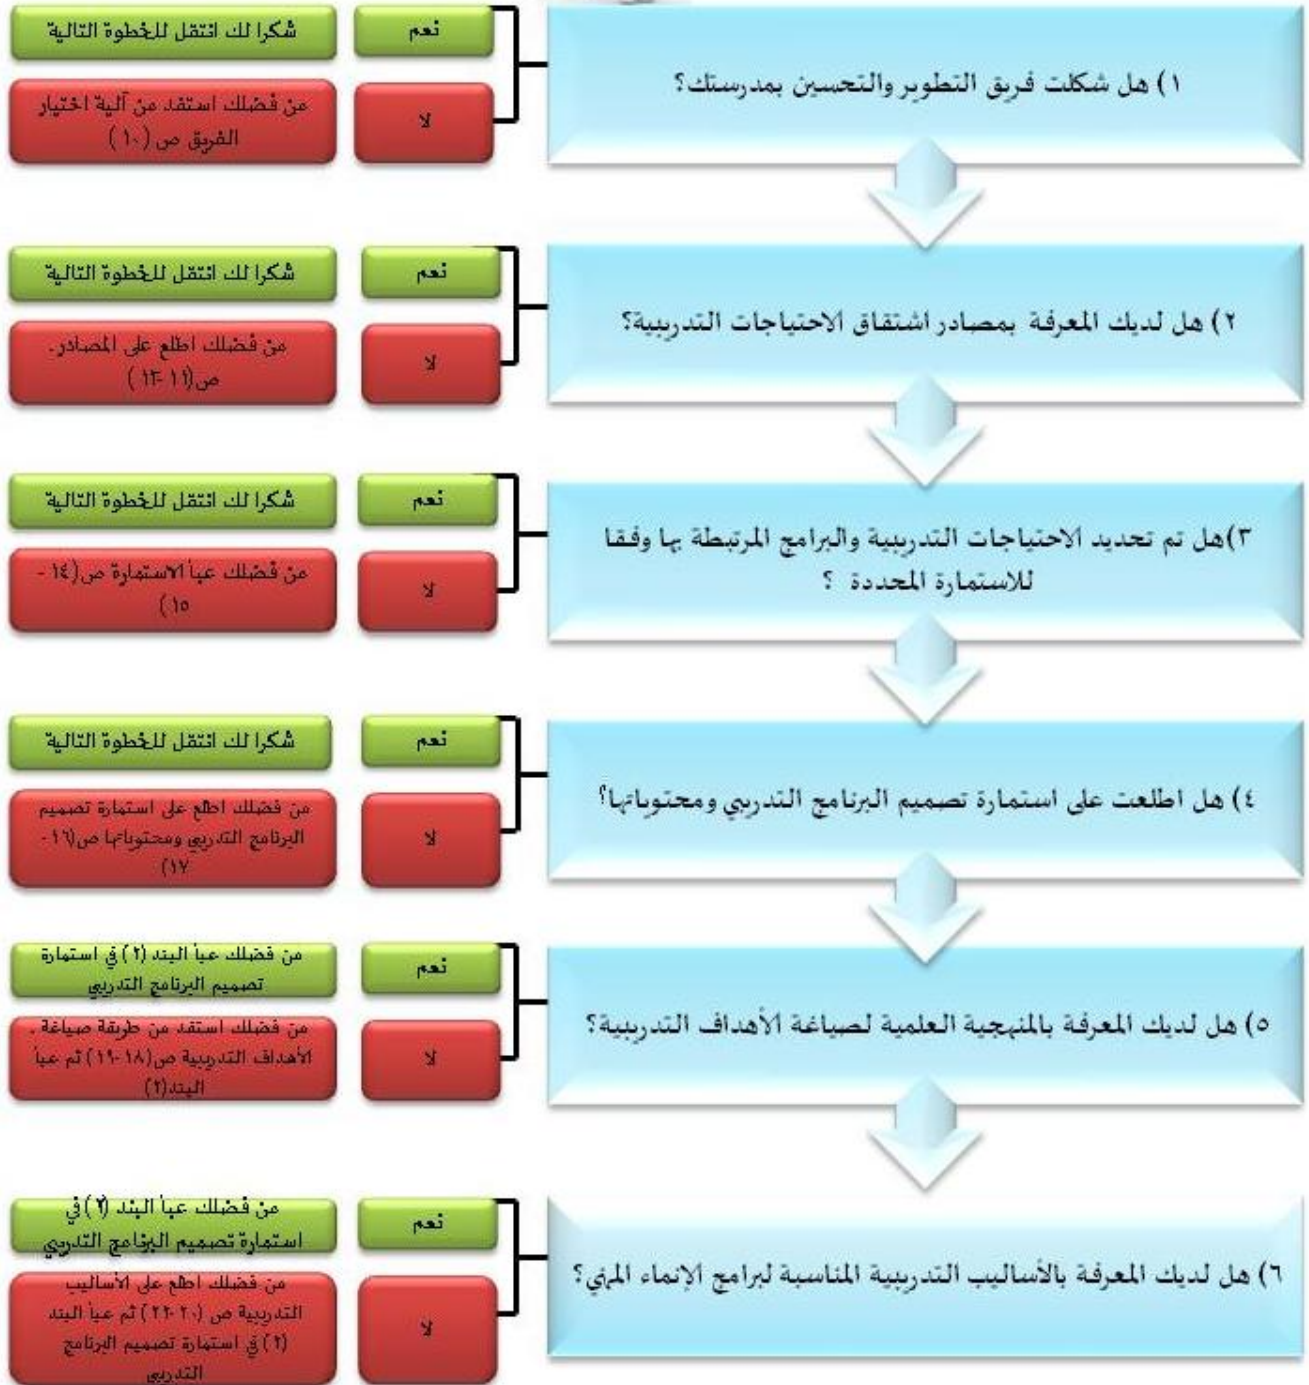 ١) هل شكلت فريق التطوير والتحسين بمدرستك؟
نعم
شكرا لك انتقل للخطوة التالية
لا
من فضلك استفد من آلية اختيار
الفريق ص (١٠)
٢) هل لديك المعرفة بمصادر اشتقاق الاحتياجات التدريبية؟
نعم
شكرا لك انتقل للخطوة التالية
لا
من فضلك اطلع على المصادر.
ص(١١-١٣)
٣)هل تم تحديد الاحتياجات التدريبية والبرامج المرتبطة بها وفقا
للاستمارة المحددة ؟
نعم
شكرا لك انتقل للخطوة التالية
لا
من فضلك عبأ الاستمارة ص(١٤ -
١٥)
٤) هل اطلعت على استمارة تصميم البرنامج التدريبي ومحتوياتها؟
نعم
شكرا لك انتقل للخطوة التالية
لا
من فضلك اطلع على استمارة تصميم
البرنامج التدريبي ومحتوياتها ص(١٦ -
١٧)
٥) هل لديك المعرفة بالمنهجية العلمية لصياغة الأهداف التدريبية؟
نعم
من فضلك عبأ البند (٢) في استمارة
تصميم البرنامج التدريبي
لا
من فضلك استفد من طريقة صياغة .
الأهداف التدريبية ص(١٨-١٩) ثم عبأ
البند(٢)
٦) هل لديك المعرفة بالأساليب التدريبية المناسبة لبرامج الإنماء المهني؟
نعم
من فضلك عبأ البند في
استمارة تصميم البرنامج التدريبي
لا
من فضلك اطلع على الأساليب
التدريبية ص (٢٠-٢٢) ثم عبأ البند
في استمارة تصميم البرنامج
التدريبي